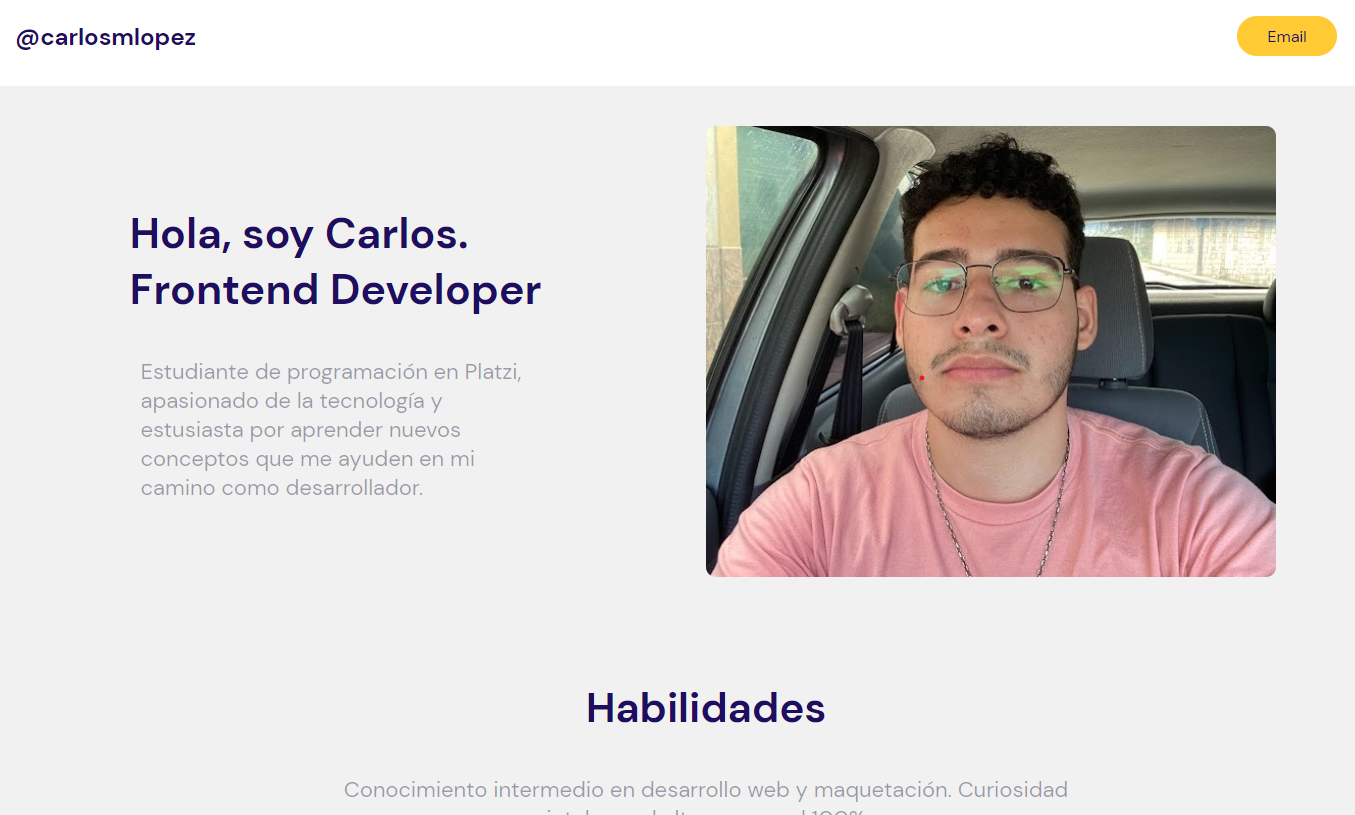 @carlosmlopez
Email
Hola, soy Carlos.
Frontend Developer
Estudiante de programación en Platzi,
apasionado de la tecnología y
estusiasta por aprender nuevos
conceptos que me ayuden en mi
camino como desarrollador.
Habilidades
Conocimiento intermedio en desarrollo web y maquetación. Curiosidad